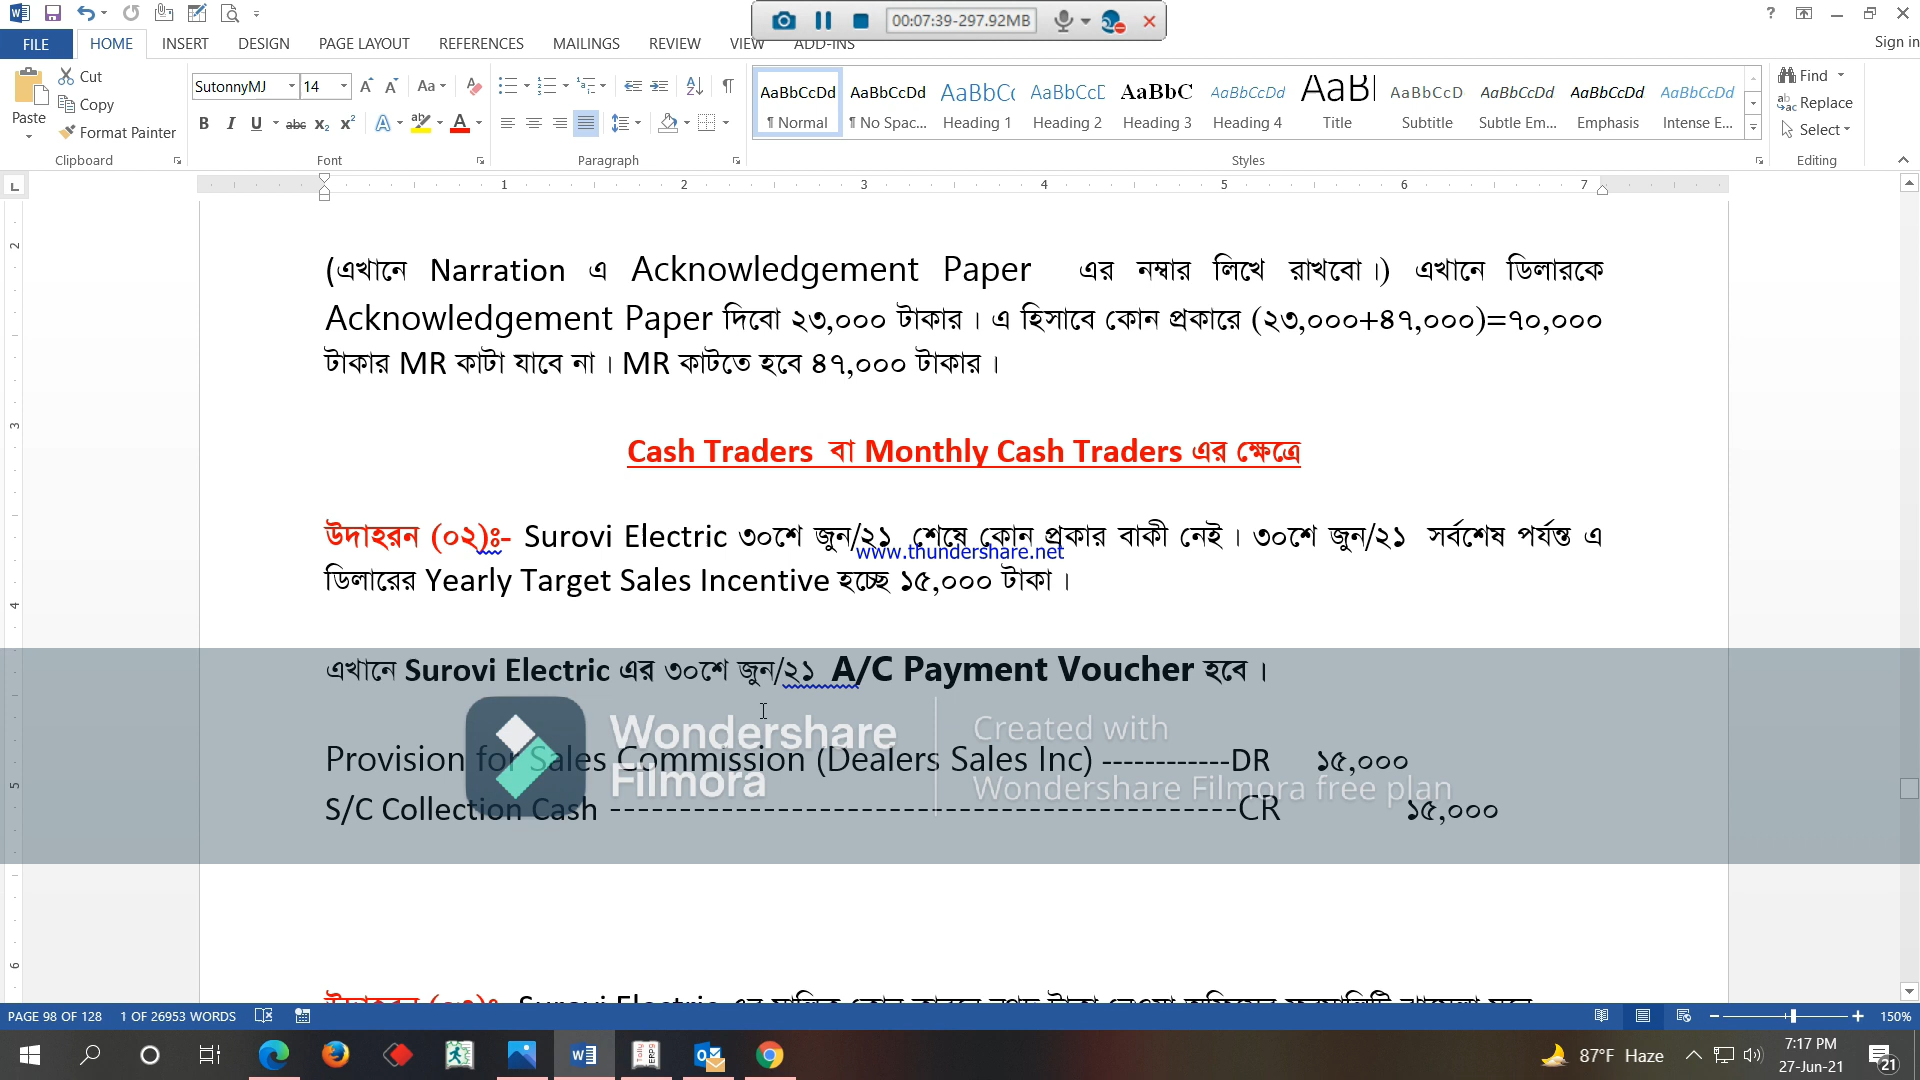 00:07:39-297.92MB
Sign in
FILE HOME INSERT DESIGN PAGE LAYOUT REFERENCES MAILINGS REVIEW VIEW ADD-INS
Paste
Cut
Copy
Format Painter
Clipboard
SutonnyMJ 14
Font
Paragraph
AaBbCcDd AaBbCcDd AaBbCc AaBbCcD AaBbC AaBbCcDd AaBl AaBbCcD AaBbCcDd AaBbCcDd AaBbCcDd
¶ Normal ¶ No Spac... Heading 1 Heading 2 Heading 3 Heading 4 Title Subtitle Subtle Em... Emphasis Intense E...
Styles
Find
Replace
Select
Editing
1 2 3 4 5 6 7
(এখানে Narration এ Acknowledgement Paper এর নম্বার লিখে রাখবো।) এখানে ডিলারকে
Acknowledgement Paper দিবো ২৩,০০০ টাকার। এ হিসাবে কোন প্রকারে (২৩,০০০+৪৭,০০০)=৭০,০০০
টাকার MR কাটা যাবে না। MR কাটতে হবে ৪৭,০০০ টাকার।
Cash Traders বা Monthly Cash Traders এর ক্ষেত্রে
উদাহরন (০২)ঃ- Surovi Electric ৩০শে জুন/২১ শেষে কোন প্রকার বাকী নেই। ৩০শে জুন/২১ সর্বশেষ পর্যন্ত এ
www.thundershare.net
ডিলারের Yearly Target Sales Incentive হচ্ছে ১৫,০০০ টাকা।
এখানে Surovi Electric এর ৩০শে জুন/২১ A/C Payment Voucher হবে।
Wondershare Filmora
Created with
Wondershare Filmora free plan
Provision for Sales Commission (Dealers Sales Inc) ------------DR ১৫,০০০
S/C Collection Cash ------------------------------------------CR ১৫,০০০
PAGE 98 OF 128 1 OF 26953 WORDS 150%
87°F Haze
7:17 PM
27-Jun-21
21